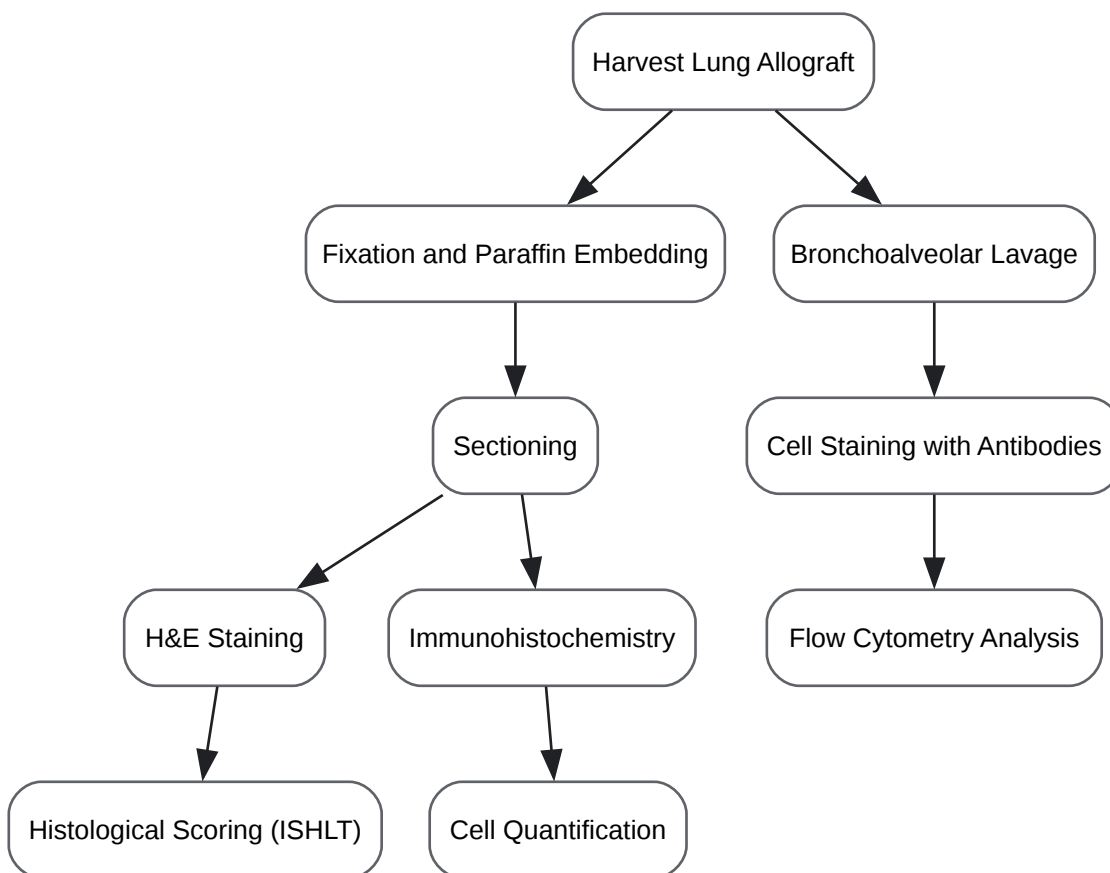 Harvest Lung Allograft
Fixation and Paraffin Embedding
Bronchoalveolar Lavage
Sectioning
Cell Staining with Antibodies
H&E Staining
Immunohistochemistry
Flow Cytometry Analysis
Histological Scoring (ISHLT)
Cell Quantification